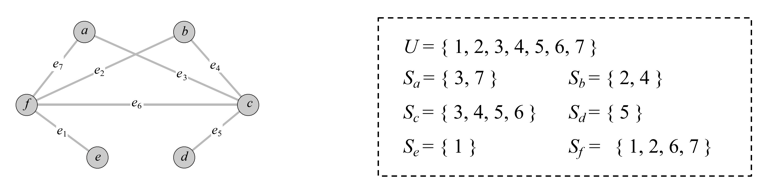 a
b
e7
e2
e3
e4
f
e6
c
e1
e5
e
d
U = { 1, 2, 3, 4, 5, 6, 7 }
Sa = { 3, 7 } Sb = { 2, 4 }
Sc = { 3, 4, 5, 6 } Sd = { 5 }
Se = { 1 } Sf = { 1, 2, 6, 7 }